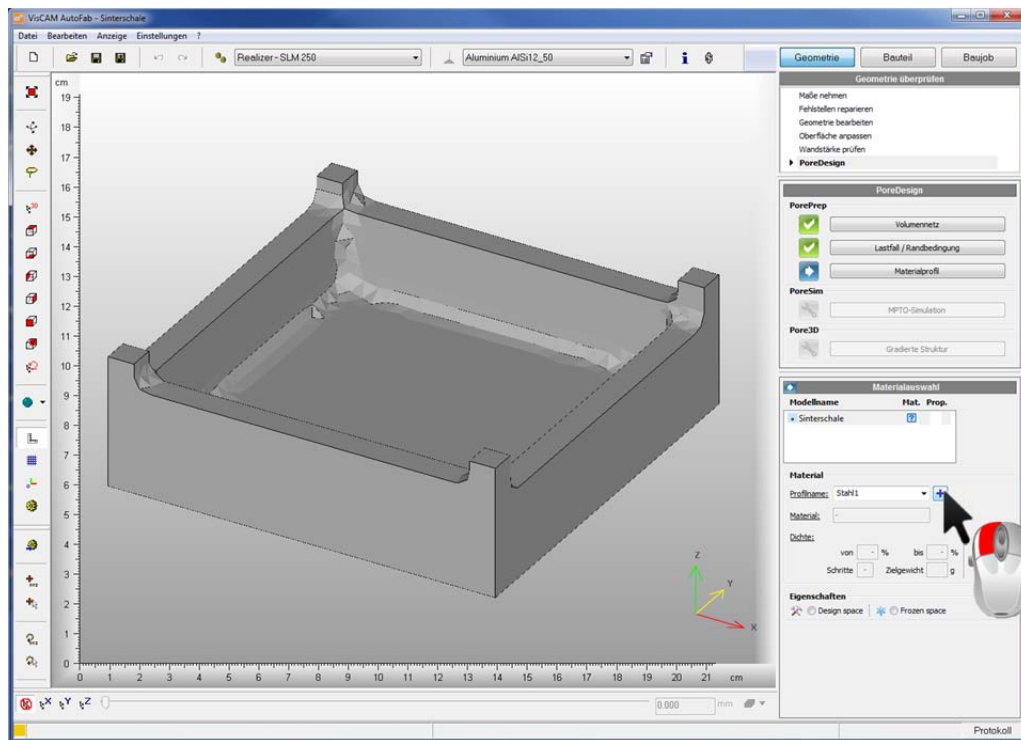 VisCAM AutoFab - Sinterschale
Datei Bearbeiten Anzeige Einstellungen ?
Realizer - SLM 250
Aluminium AlSi12_50
Geometrie Bauteil Baujob
Geometrie überprüfen
Maße nehmen
Fehlstellen reparieren
Geometrie bearbeiten
Oberfläche anpassen
Wandstärke prüfen
PoreDesign
PoreDesign
PorePrep
Volumennetz
Lastfall / Randbedingung
Materialprofil
PoreSim
MPTO-Simulation
Pore3D
Gradierte Struktur
Materialauswahl
Modellname Mat. Prop.
Sinterschale ?
Material
Profilname: Stahl1
Material: -
Dichte:
von - % bis - %
Schritte - Zielgewicht g
Eigenschaften
Design space Frozen space
cm
19
18
17
16
15
14
13
12
11
10
9
8
7
6
5
4
3
2
1
0
Z
Y
X
0 1 2 3 4 5 6 7 8 9 10 11 12 13 14 15 16 17 18 19 20 21 cm
X Y Z
0.000 mm
Protokoll